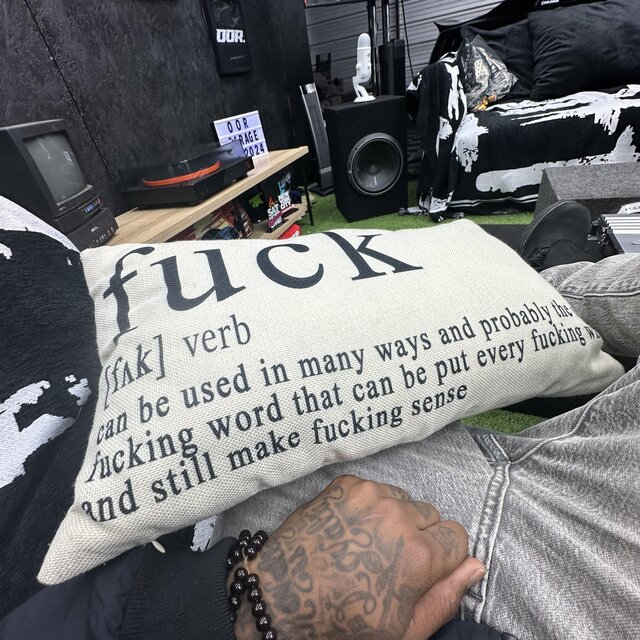 OOR.
OOR
2024
fuck
[fʌk] verb
can be used in many ways and probably the
fucking word that can be put every fucking
and still make fucking sense